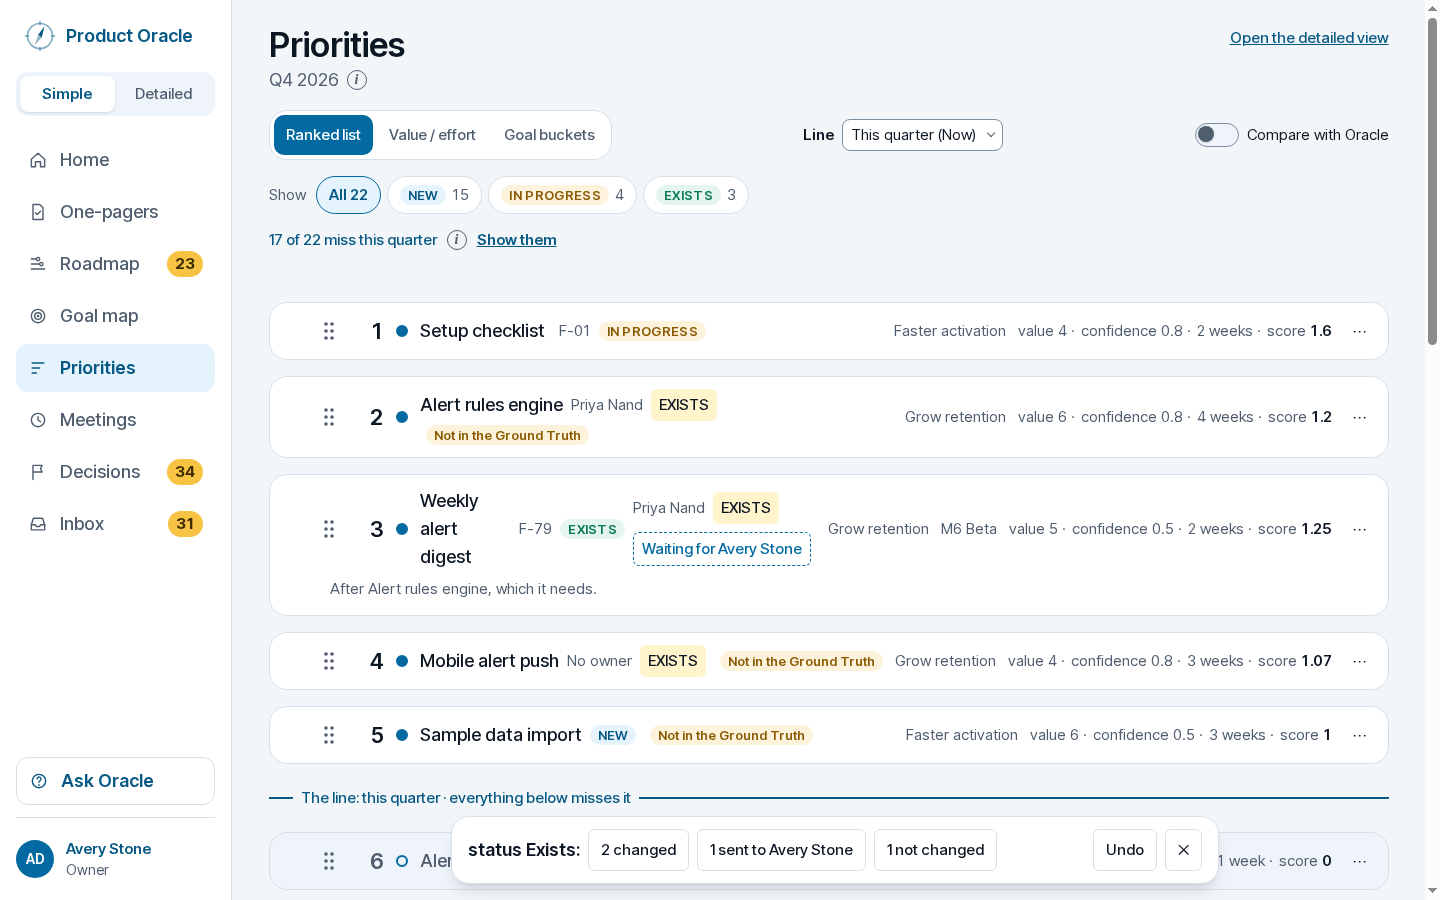 Product Oracle
Simple Detailed
Home
One-pagers
Roadmap 23
Goal map
Priorities
Meetings
Decisions 34
Inbox 31
Ask Oracle
AD Avery Stone
Owner
Priorities
Open the detailed view
Q4 2026 i
Ranked list Value / effort Goal buckets
Line This quarter (Now)
Compare with Oracle
Show All 22 NEW 15 IN PROGRESS 4 EXISTS 3
17 of 22 miss this quarter i Show them
1 Setup checklist F-01 IN PROGRESS Faster activation value 4 · confidence 0.8 · 2 weeks · score 1.6 ···
2 Alert rules engine Priya Nand EXISTS Grow retention value 6 · confidence 0.8 · 4 weeks · score 1.2 ···
Not in the Ground Truth
3 Weekly alert digest F-79 EXISTS Priya Nand EXISTS
Waiting for Avery Stone
Grow retention M6 Beta value 5 · confidence 0.5 · 2 weeks · score 1.25 ···
After Alert rules engine, which it needs.
4 Mobile alert push No owner EXISTS Not in the Ground Truth Grow retention value 4 · confidence 0.8 · 3 weeks · score 1.07 ···
5 Sample data import NEW Not in the Ground Truth Faster activation value 6 · confidence 0.5 · 3 weeks · score 1 ···
The line: this quarter · everything below misses it
6 1 week · score 0 ···
status Exists: 2 changed 1 sent to Avery Stone 1 not changed Undo ×